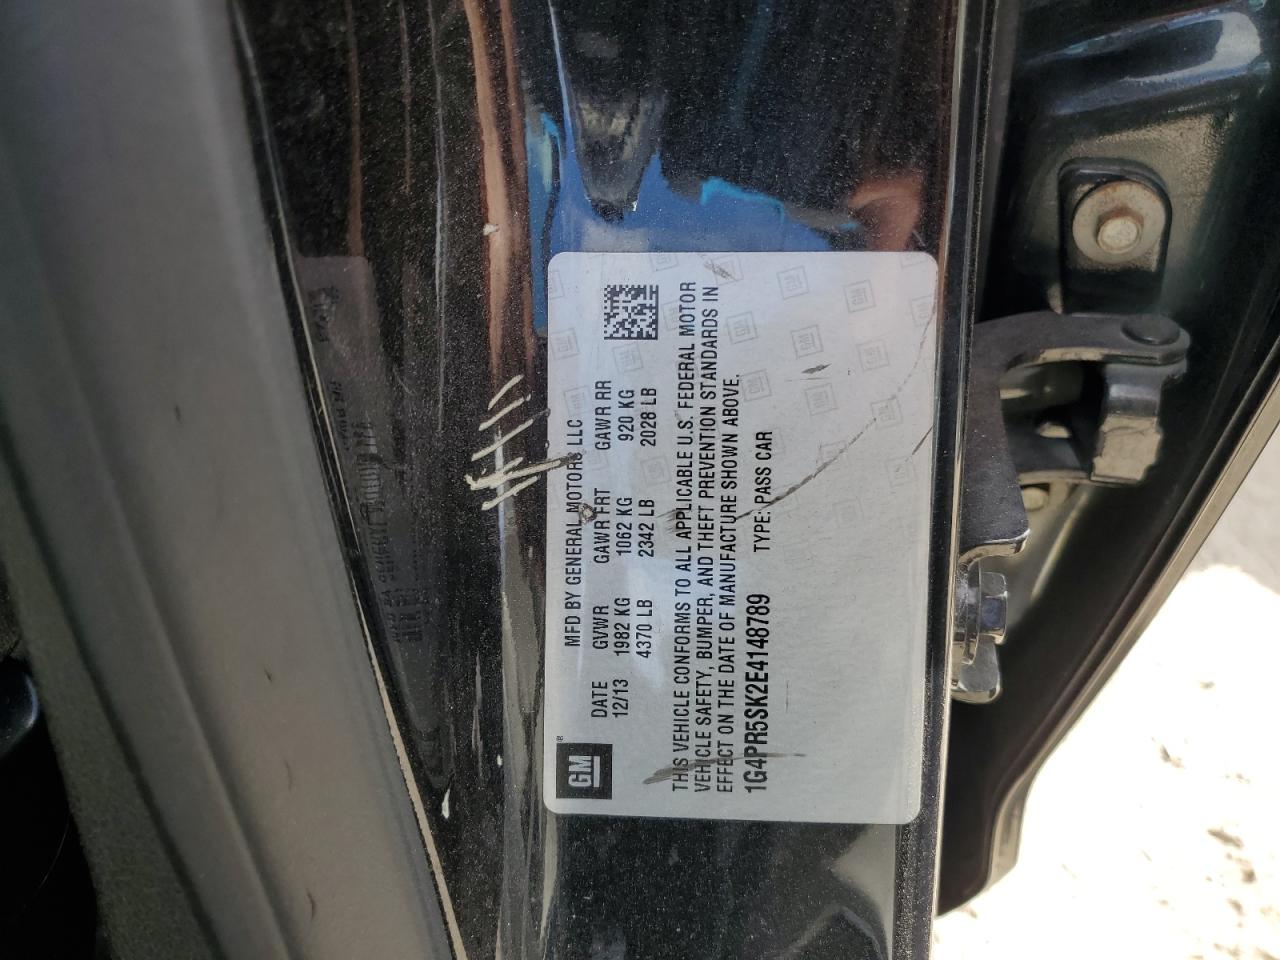 GM®
MFD BY GENERAL MOTORS LLC
DATE GVWR GAWR FRT GAWR RR
12/13 1982 KG 1062 KG 920 KG
4370 LB 2342 LB 2028 LB
THIS VEHICLE CONFORMS TO ALL APPLICABLE U.S. FEDERAL MOTOR
VEHICLE SAFETY, BUMPER, AND THEFT PREVENTION STANDARDS IN
EFFECT ON THE DATE OF MANUFACTURE SHOWN ABOVE.
1G4PR5SK2E4148789 TYPE: PASS CAR